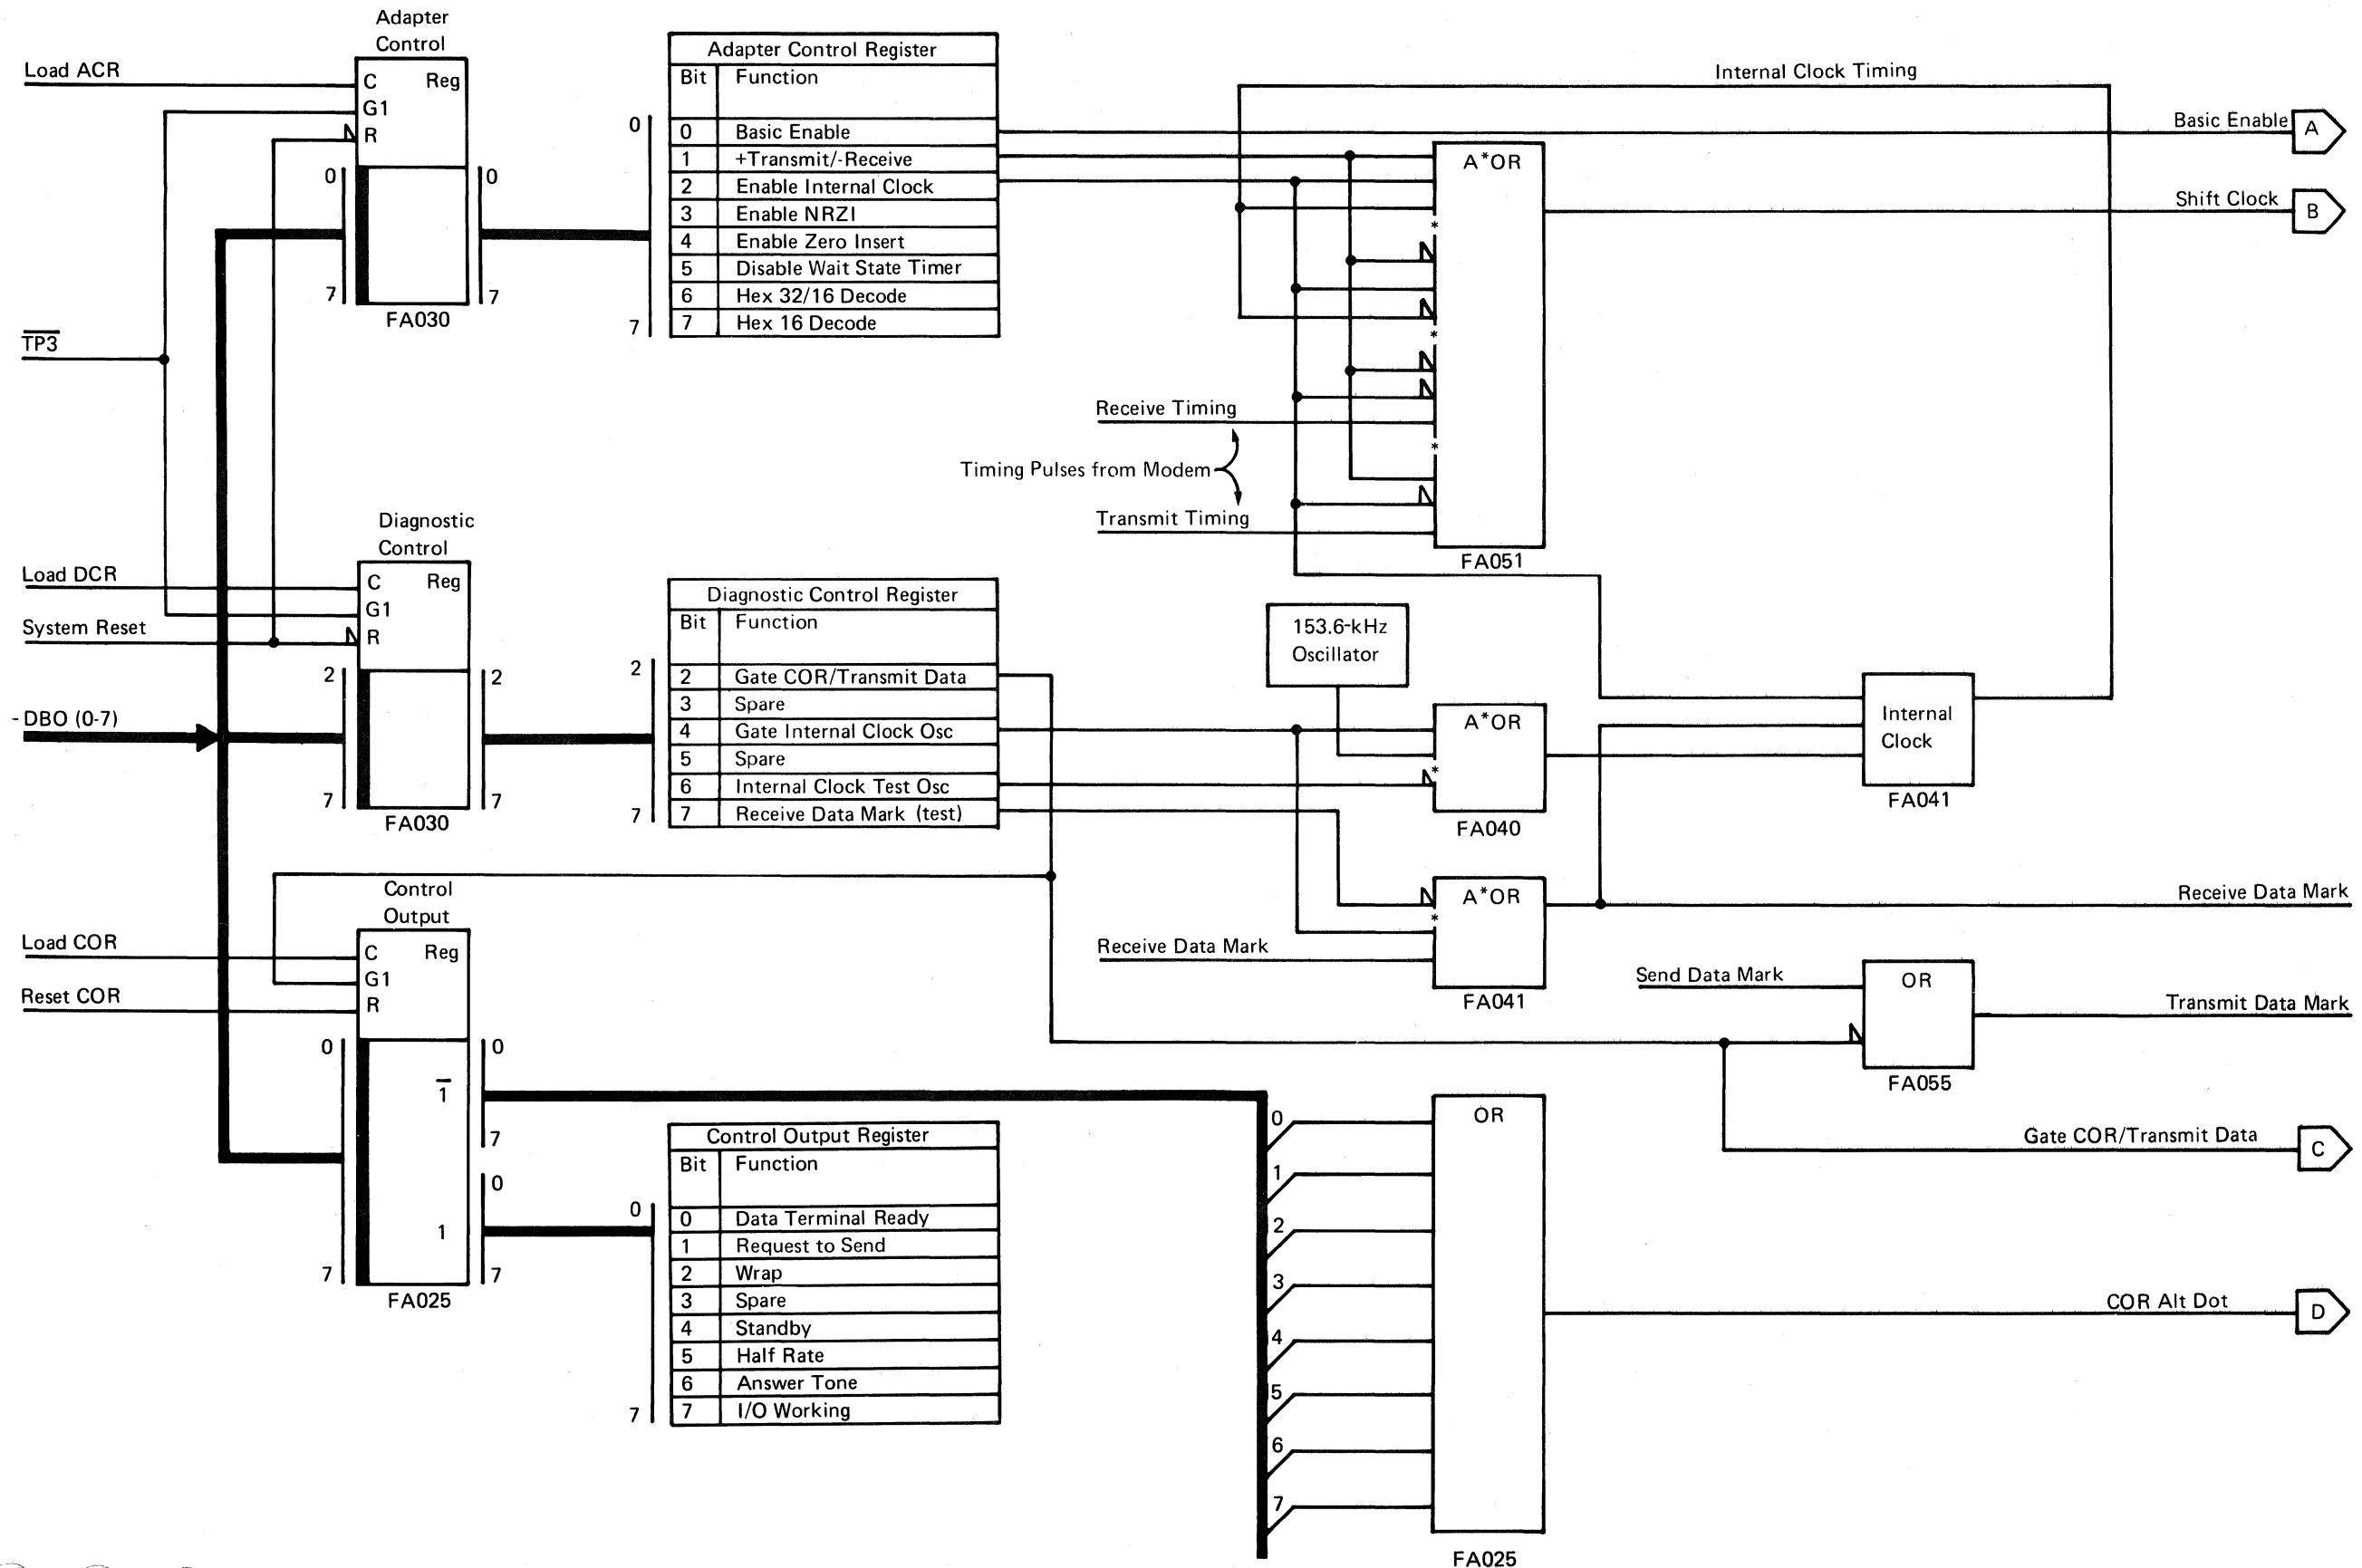 Adapter
Control
Load ACR
C Reg
G1
R
0
7
0
7
FA030
TP3
Adapter Control Register
Bit Function
0 Basic Enable
1 +Transmit/-Receive
2 Enable Internal Clock
3 Enable NRZI
4 Enable Zero Insert
5 Disable Wait State Timer
6 Hex 32/16 Decode
7 Hex 16 Decode
0
7
Internal Clock Timing
Basic Enable A
A*OR
Shift Clock B
*
*
*
Receive Timing
Timing Pulses from Modem
Transmit Timing
FA051
Diagnostic
Control
Load DCR
C Reg
G1
System Reset
R
2
7
2
7
-DBO (0-7)
FA030
Diagnostic Control Register
Bit Function
2 Gate COR/Transmit Data
3 Spare
4 Gate Internal Clock Osc
5 Spare
6 Internal Clock Test Osc
7 Receive Data Mark (test)
2
7
153.6-kHz
Oscillator
A*OR
*
FA040
Internal
Clock
FA041
A*OR
*
Receive Data Mark
Receive Data Mark
FA041
Send Data Mark
OR
Transmit Data Mark
FA055
Gate COR/Transmit Data C
Control
Output
Load COR
C Reg
G1
Reset COR
R
0
7
1
0
7
1
0
7
FA025
Control Output Register
Bit Function
0 Data Terminal Ready
1 Request to Send
2 Wrap
3 Spare
4 Standby
5 Half Rate
6 Answer Tone
7 I/O Working
0
7
OR
0
1
2
3
4
5
6
7
COR Alt Dot D
FA025